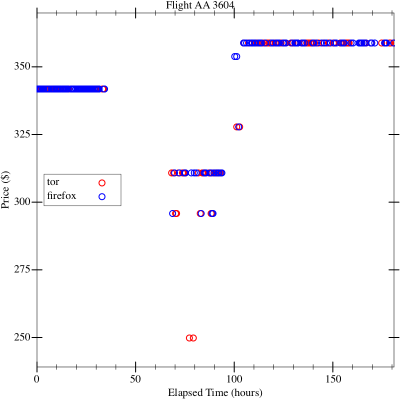 Flight AA 3604
Price ($)
350
325
300
275
250
tor
firefox
0 50 100 150
Elapsed Time (hours)